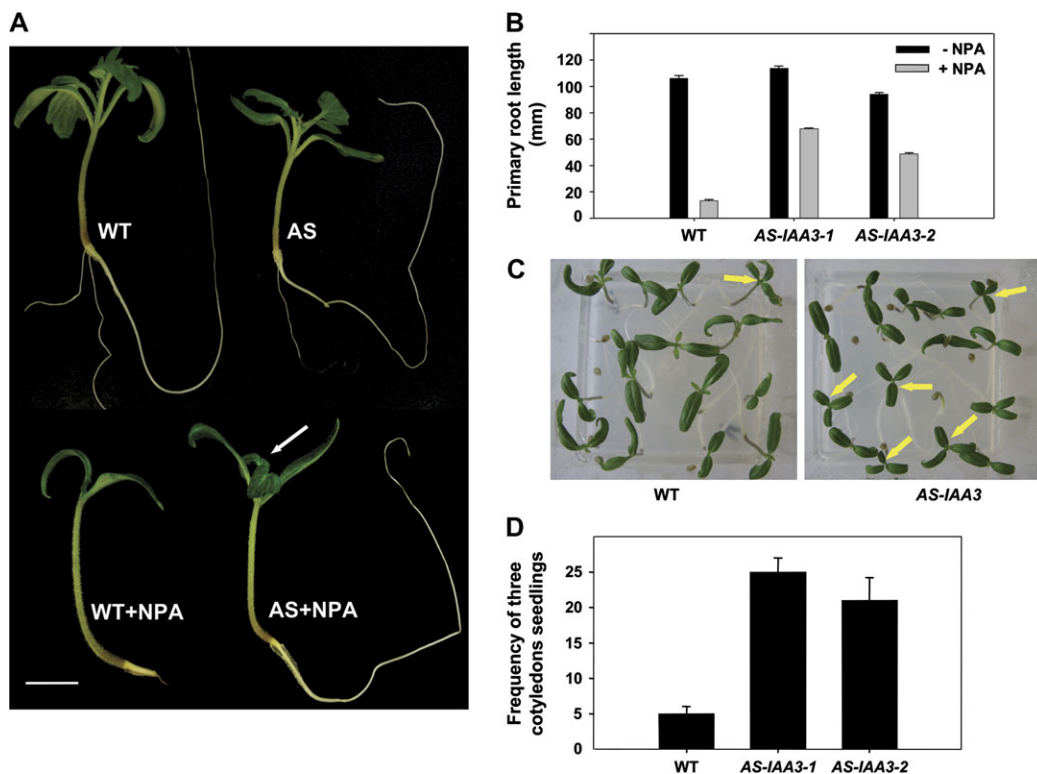 A
WT
AS
WT+NPA
AS+NPA
B
Primary root length
(mm)
120
100
80
60
40
20
0
- NPA
+ NPA
WT
AS-IAA3-1
AS-IAA3-2
C
WT
AS-IAA3
D
Frequency of three
cotyledons seedlings
25
20
15
10
5
0
WT
AS-IAA3-1
AS-IAA3-2